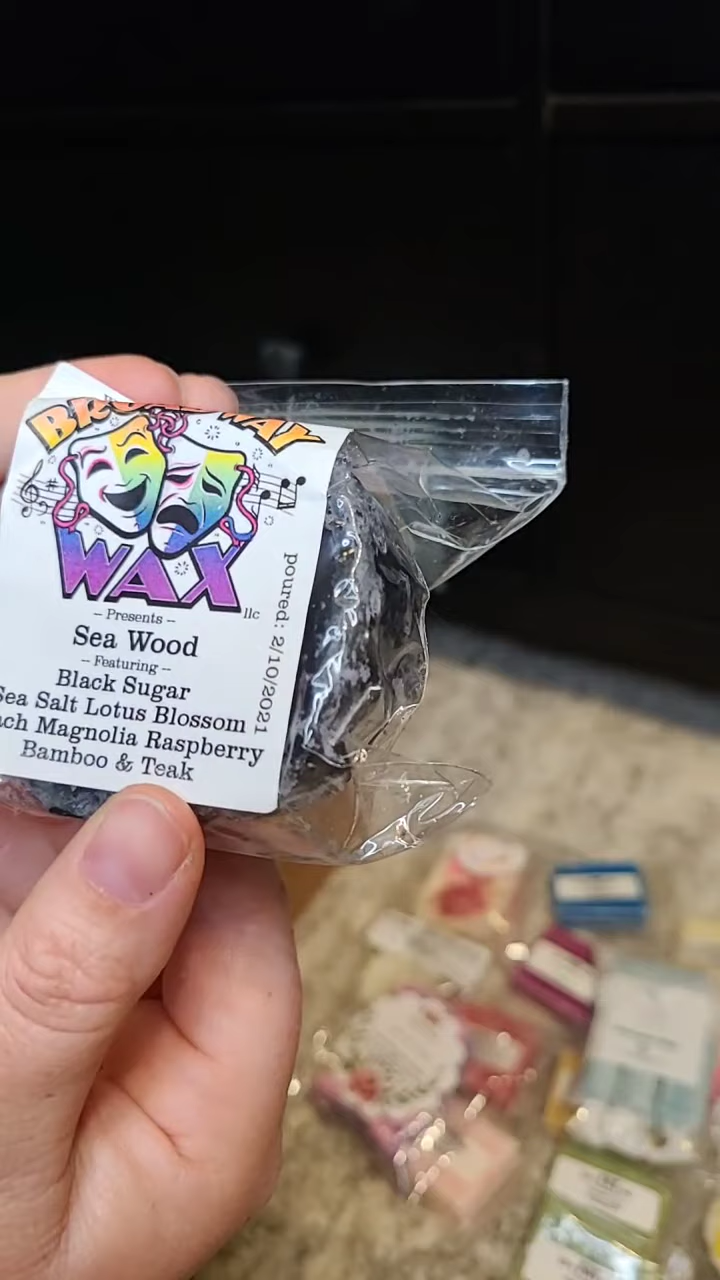 BROADWAY
WAX
llc
– Presents –
Sea Wood
– Featuring –
Black Sugar
Sea Salt Lotus Blossom
Magnolia Raspberry
Bamboo & Teak
poured: 2/10/2021